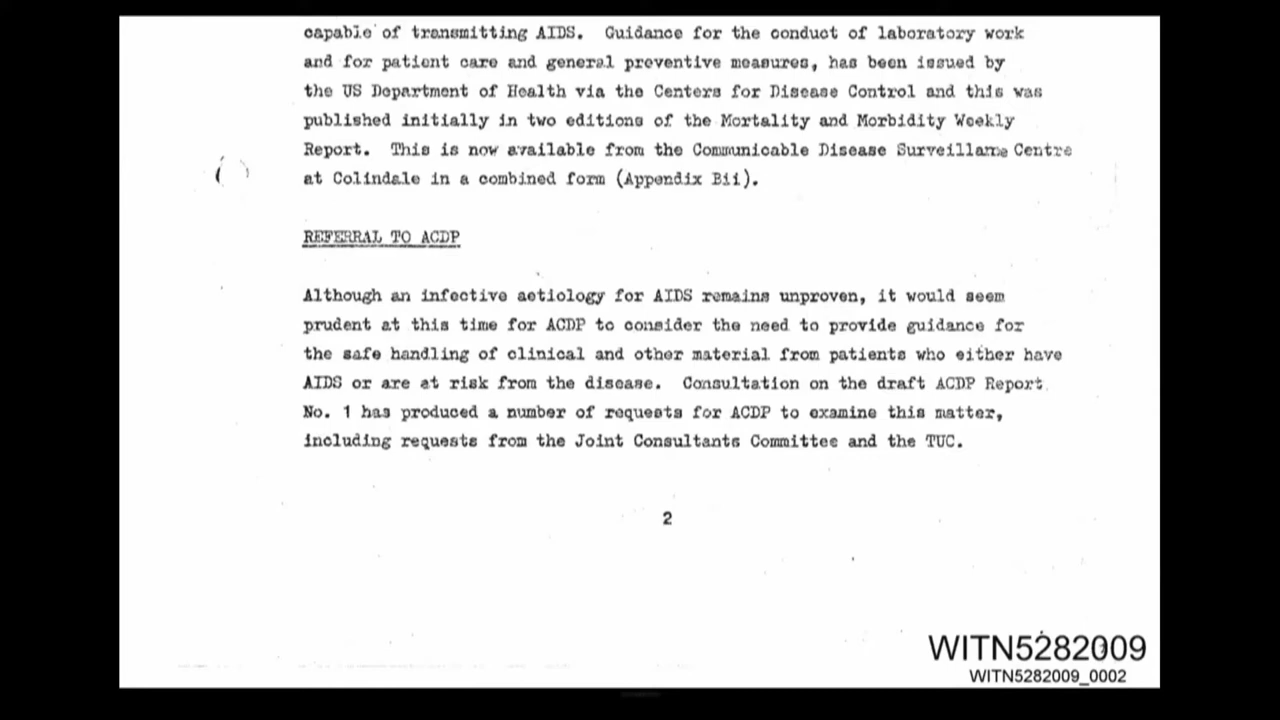 capable of transmitting AIDS. Guidance for the conduct of laboratory work
and for patient care and general preventive measures, has been issued by
the US Department of Health via the Centers for Disease Control and this was
published initially in two editions of the Mortality and Morbidity Weekly
Report. This is now available from the Communicable Disease Surveillance Centre
at Colindale in a combined form (Appendix Bii).
REFERRAL TO ACDP
Although an infective aetiology for AIDS remains unproven, it would seem
prudent at this time for ACDP to consider the need to provide guidance for
the safe handling of clinical and other material from patients who either have
AIDS or are at risk from the disease. Consultation on the draft ACDP Report
No. 1 has produced a number of requests for ACDP to examine this matter,
including requests from the Joint Consultants Committee and the TUC.
2
WITN5282009
WITN5282009_0002